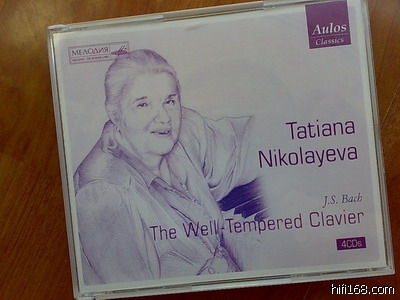 МЕЛОДИЯ
Aulos
Classics
Tatiana
Nikolayeva
J.S. Bach
The Well-Tempered Clavier
4CDs
hifi168.com